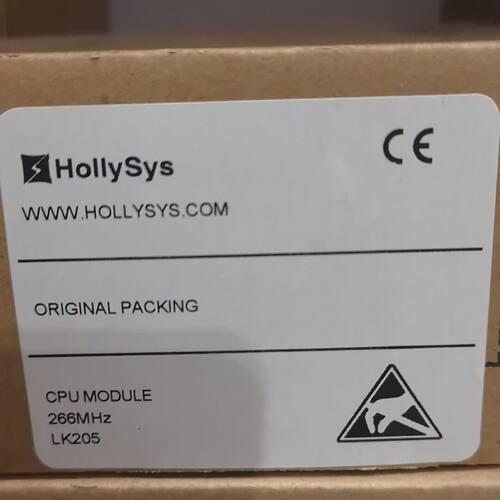 HollySys
CE
WWW.HOLLYSYS.COM
ORIGINAL PACKING
CPU MODULE
266MHz
LK205